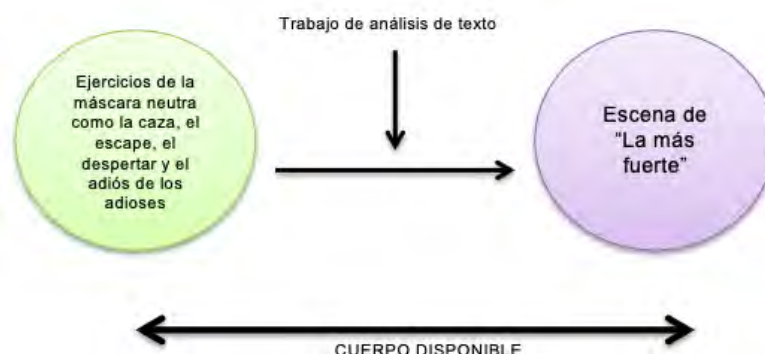 Trabajo de análisis de texto
Ejercicios de la
máscara neutra
como la caza, el
escape, el
despertar y el
adiós de los
adioses
Escena de
“La más
fuerte”
CUERPO DISPONIBLE